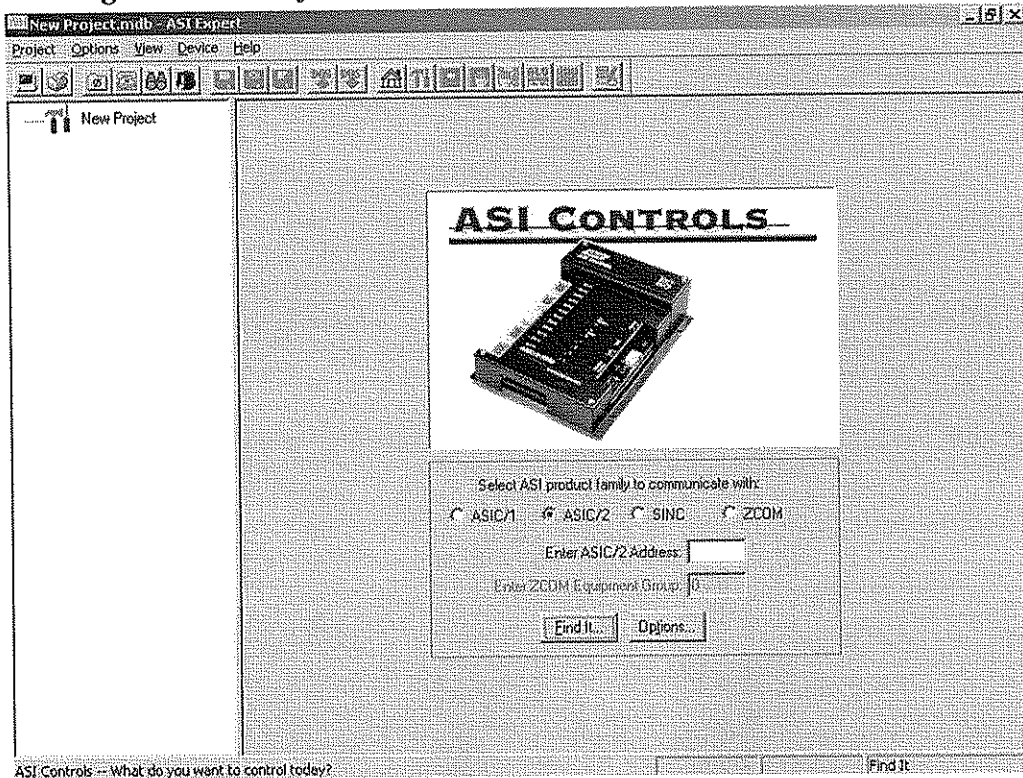 New Project.mdb - ASI Expert
Project Options View Device Help
New Project
ASI CONTROLS
Select ASI product family to communicate with:
ASIC/1 ASIC/2 SINC ZCOM
Enter ASIC/2 Address:
Enter ZCOM Equipment Group: 0
Find It... Options...
ASI Controls -- What do you want to control today? Find It